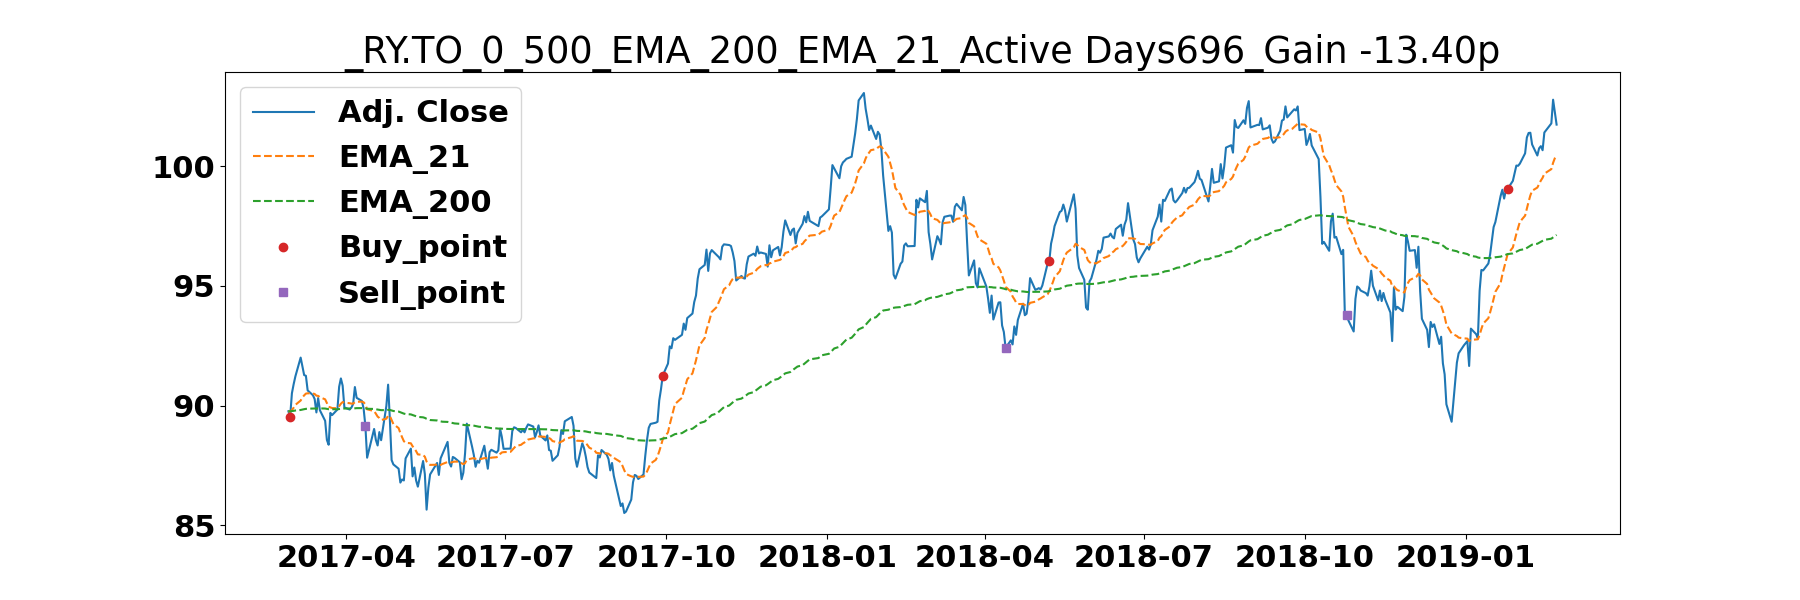 _RY.TO_0_500_EMA_200_EMA_21_Active Days696_Gain -13.40p
Adj. Close
EMA_21
EMA_200
Buy_point
Sell_point
100
95
90
85
2017-04 2017-07 2017-10 2018-01 2018-04 2018-07 2018-10 2019-01